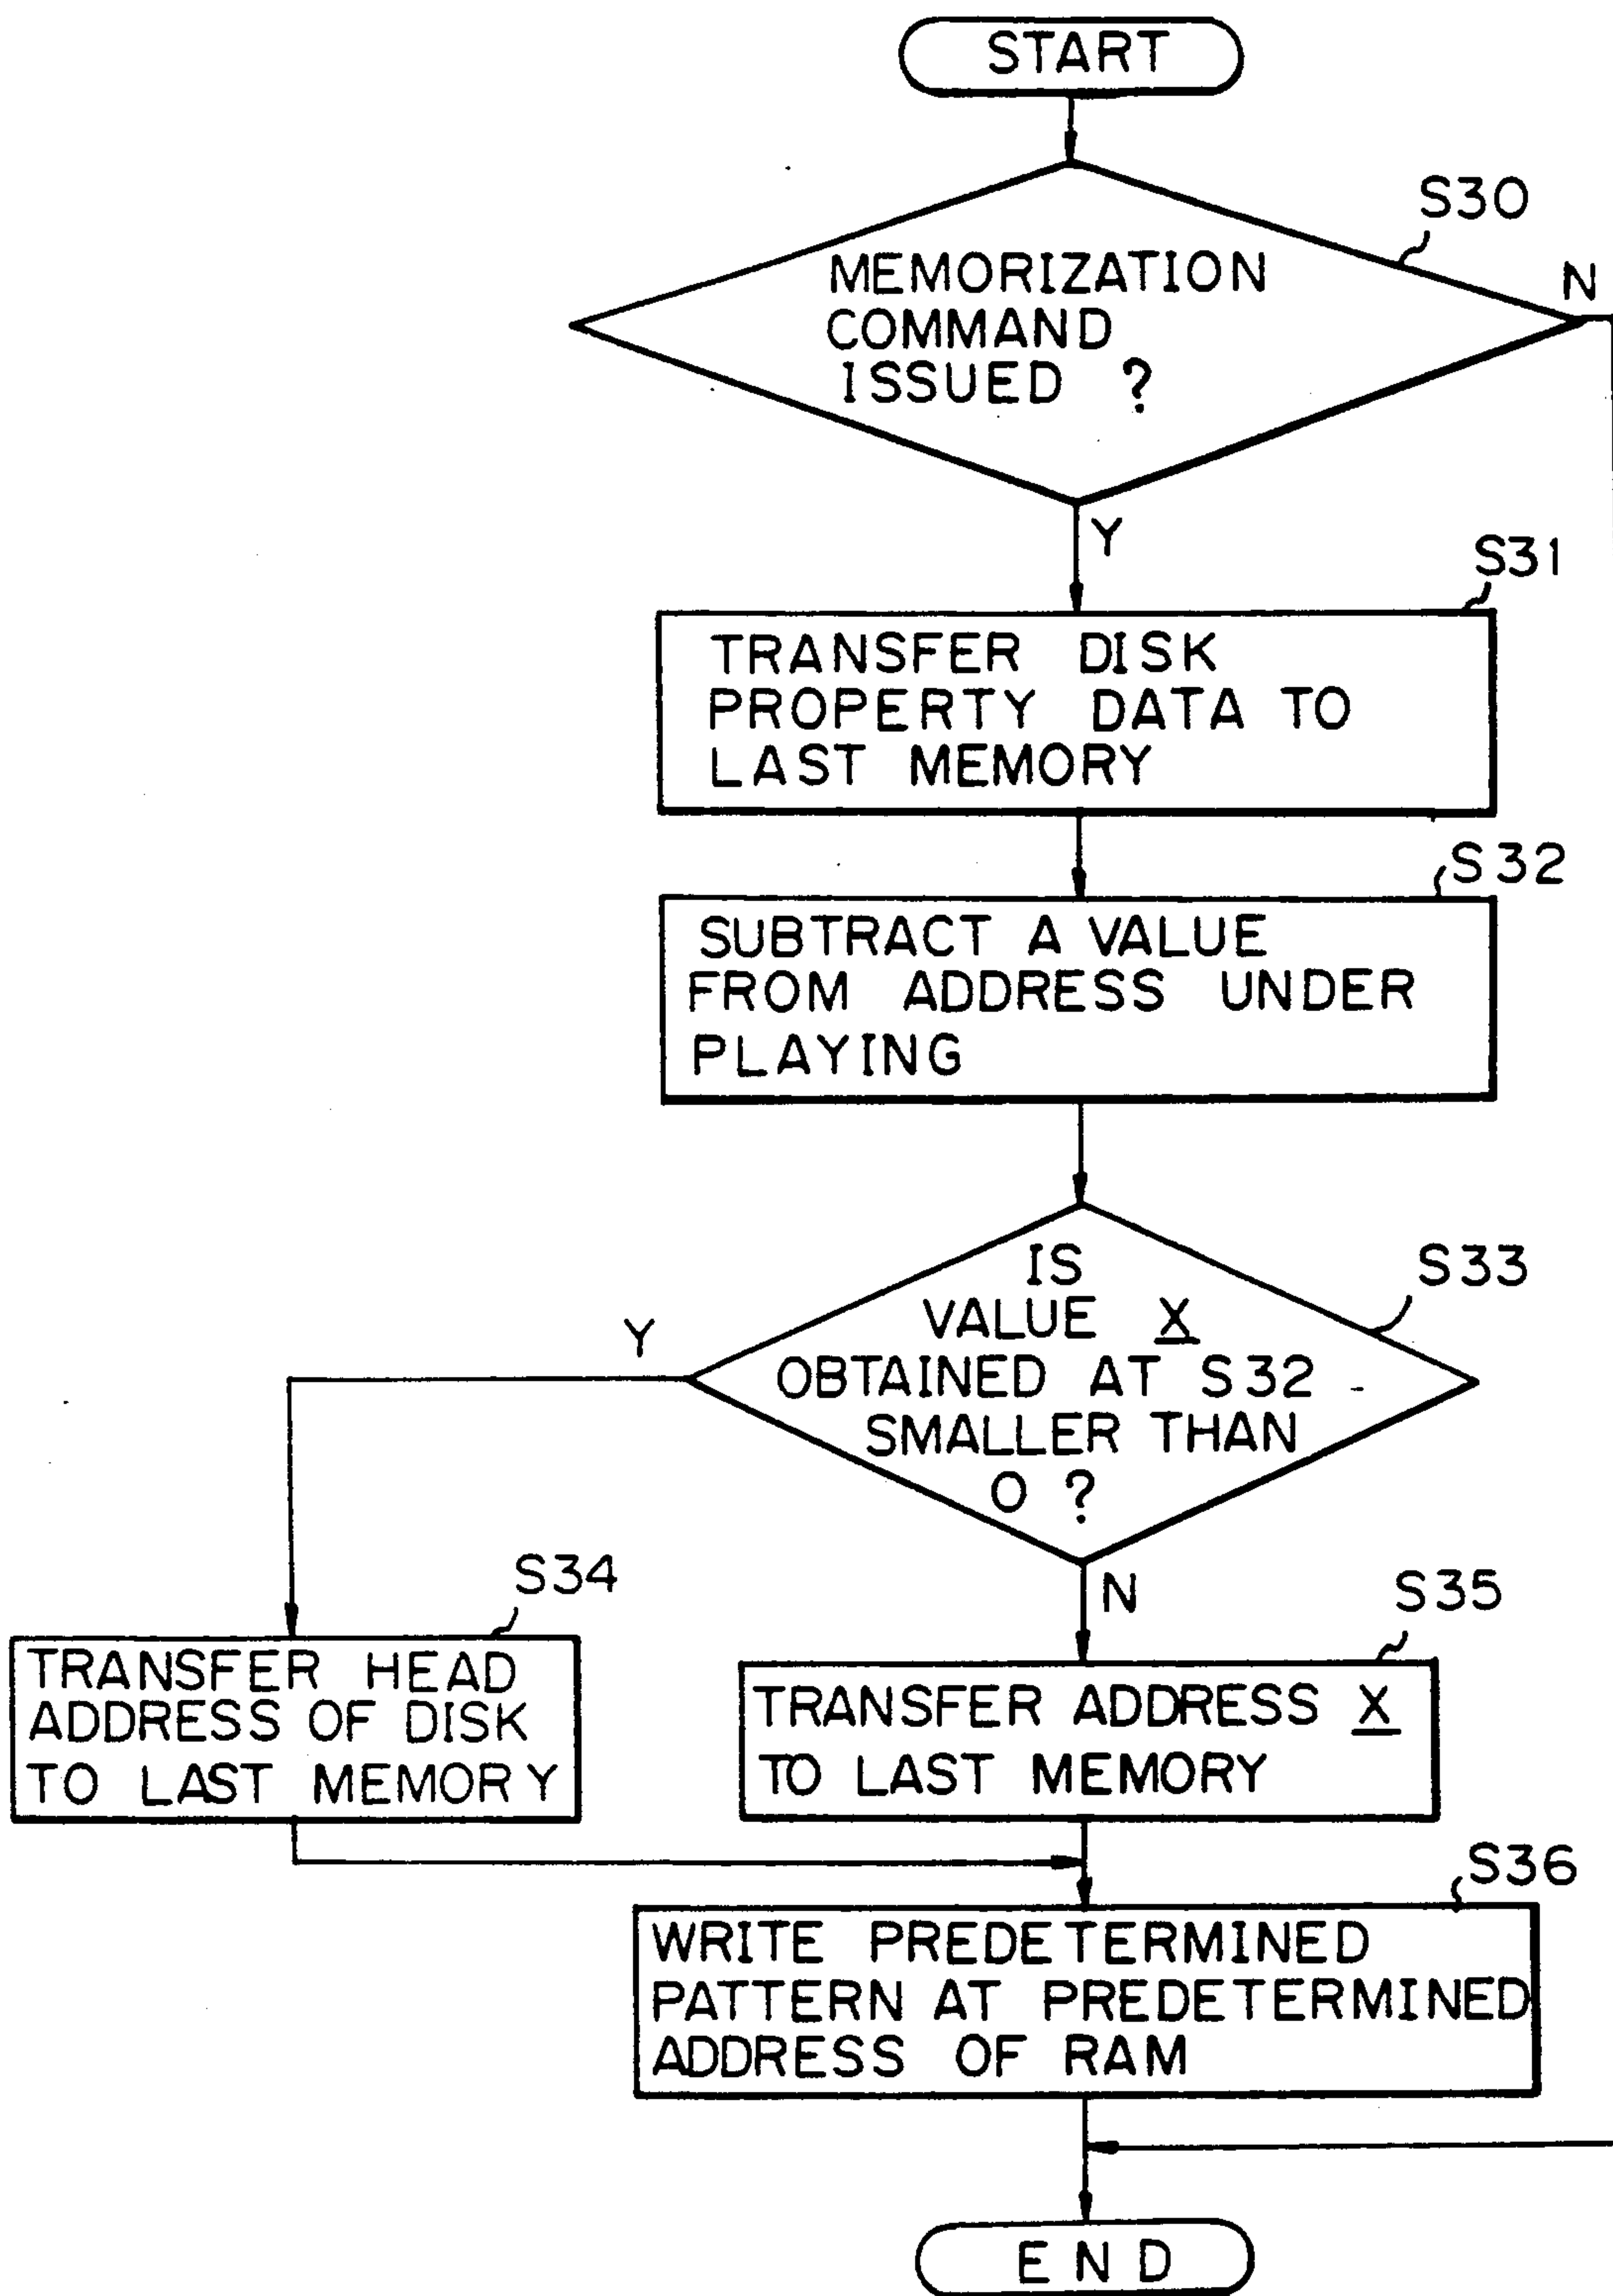 START
S30
MEMORIZATION
COMMAND
ISSUED ?
N
Y
S31
TRANSFER DISK
PROPERTY DATA TO
LAST MEMORY
S32
SUBTRACT A VALUE
FROM ADDRESS UNDER
PLAYING
S33
IS
VALUE X
OBTAINED AT S32
SMALLER THAN
0 ?
Y
N
S34
TRANSFER HEAD
ADDRESS OF DISK
TO LAST MEMORY
S35
TRANSFER ADDRESS X
TO LAST MEMORY
S36
WRITE PREDETERMINED
PATTERN AT PREDETERMINED
ADDRESS OF RAM
END